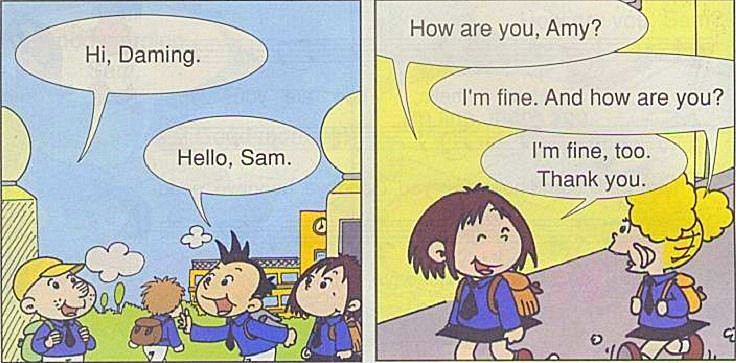 Hi, Daming.
Hello, Sam.
How are you, Amy?
I'm fine. And how are you?
I'm fine, too.
Thank you.